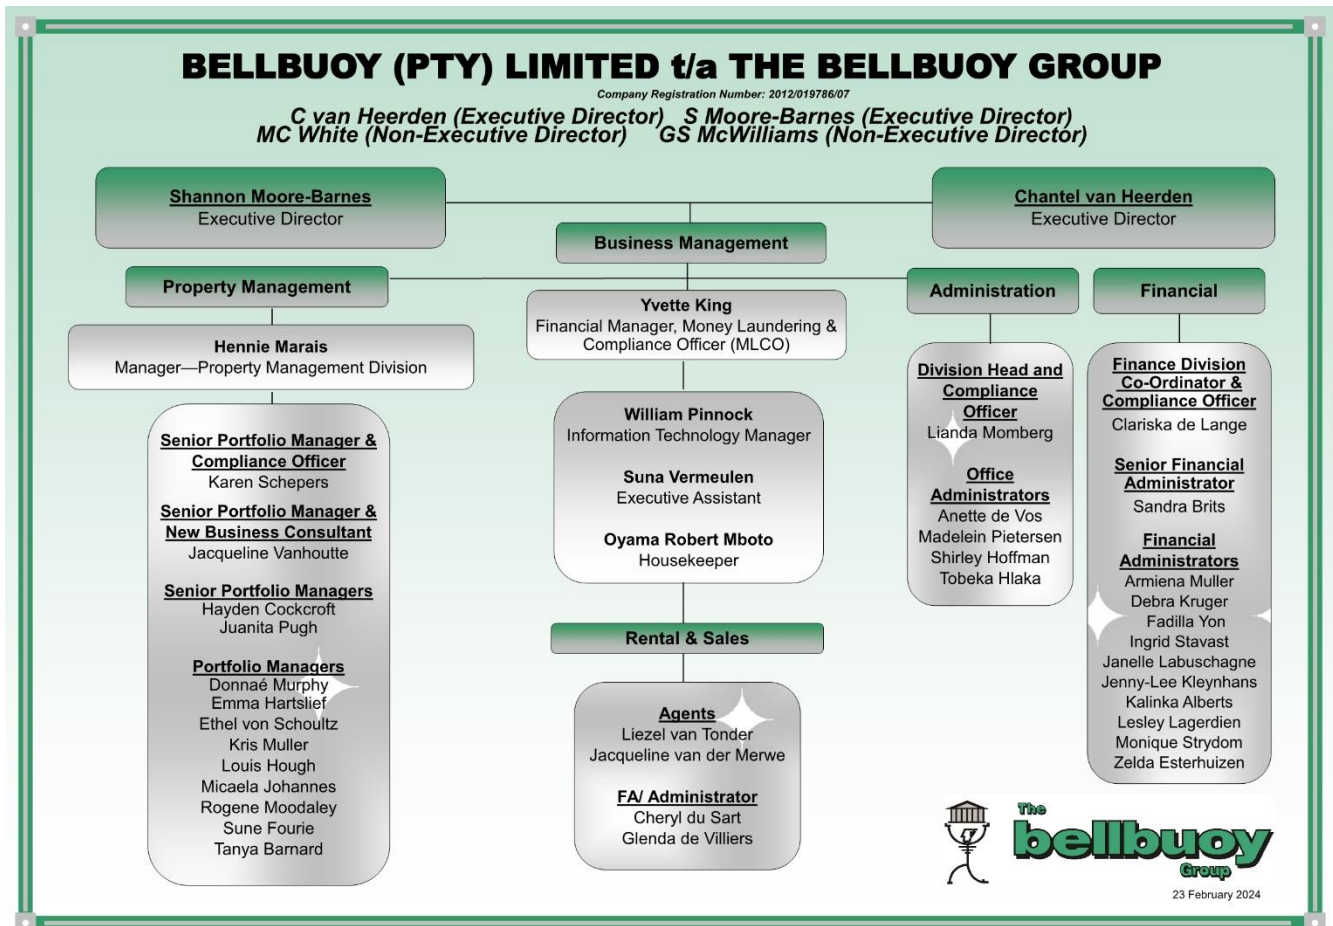 BELLBUOY (PTY) LIMITED t/a THE BELLBUOY GROUP
Company Registration Number: 2012/019786/07
C van Heerden (Executive Director) S Moore-Barnes (Executive Director)
MC White (Non-Executive Director) GS McWilliams (Non-Executive Director)
Shannon Moore-Barnes
Executive Director
Chantel van Heerden
Executive Director
Business Management
Property Management
Hennie Marais
Manager—Property Management Division
Senior Portfolio Manager &
Compliance Officer
Karen Schepers
Senior Portfolio Manager &
New Business Consultant
Jacqueline Vanhoutte
Senior Portfolio Managers
Hayden Cockcroft
Juanita Pugh
Portfolio Managers
Donnaé Murphy
Emma Hartslief
Ethel von Schoultz
Kris Muller
Louis Hough
Micaela Johannes
Rogene Moodaley
Sune Fourie
Tanya Barnard
Yvette King
Financial Manager, Money Laundering &
Compliance Officer (MLCO)
William Pinnock
Information Technology Manager
Suna Vermeulen
Executive Assistant
Oyama Robert Mboto
Housekeeper
Rental & Sales
Agents
Liezel van Tonder
Jacqueline van der Merwe
FA/ Administrator
Cheryl du Sart
Glenda de Villiers
Administration
Division Head and
Compliance
Officer
Lianda Momberg
Office
Administrators
Anette de Vos
Madelein Pietersen
Shirley Hoffman
Tobeka Hlaka
Financial
Finance Division
Co-Ordinator &
Compliance Officer
Clariska de Lange
Senior Financial
Administrator
Sandra Brits
Financial
Administrators
Armiena Muller
Debra Kruger
Fadilla Yon
Ingrid Stavast
Janelle Labuschagne
Jenny-Lee Kleynhans
Kalinka Alberts
Lesley Lagerdien
Monique Strydom
Zelda Esterhuizen
The
bellbuoy
Group
23 February 2024